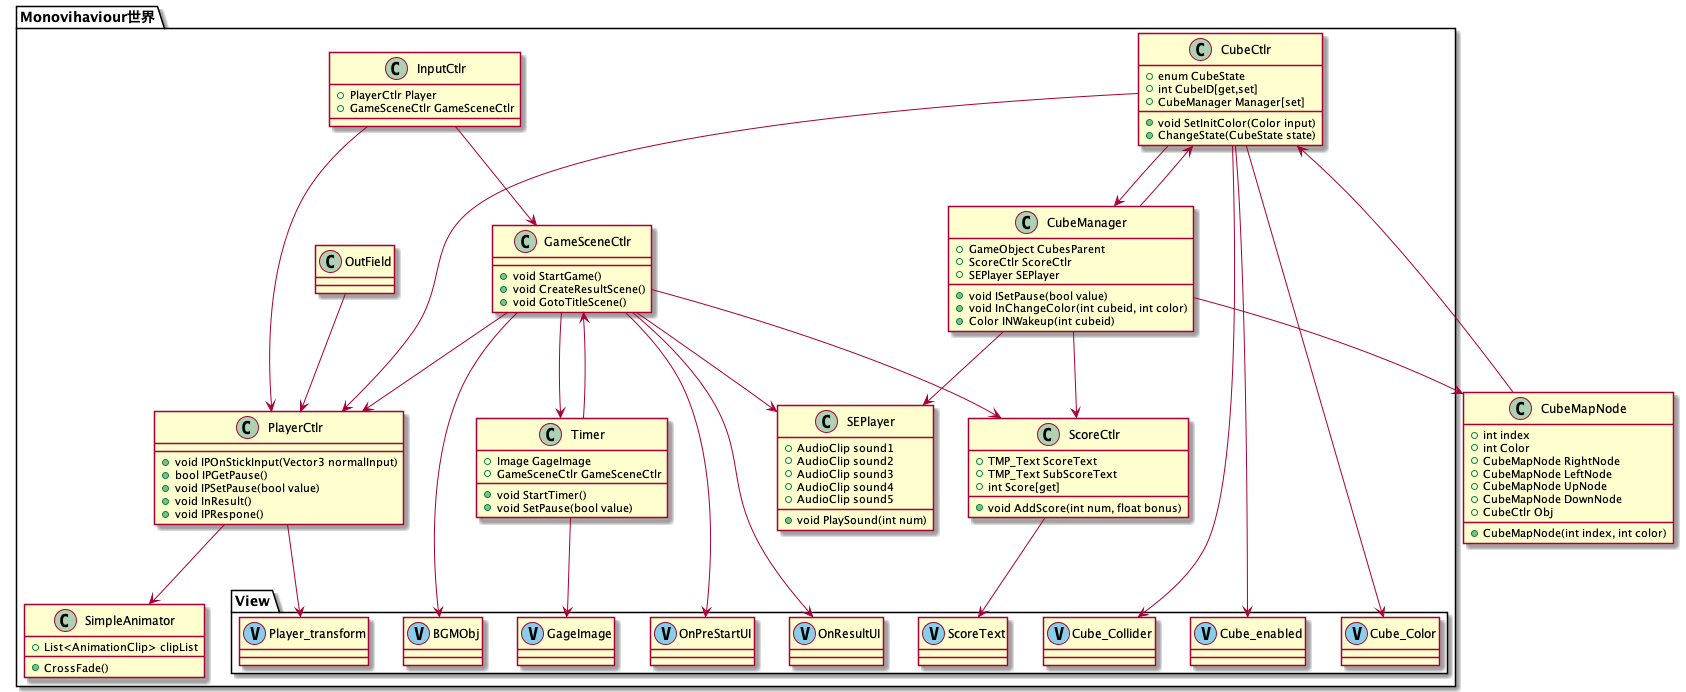 Monovihaviour世界
C CubeCtlr
enum CubeState
int CubeID[get,set]
CubeManager Manager[set]
void SetInitColor(Color input)
ChangeState(CubeState state)
C InputCtlr
PlayerCtlr Player
GameSceneCtlr GameSceneCtlr
C CubeManager
GameObject CubesParent
ScoreCtlr ScoreCtlr
SEPlayer SEPlayer
void ISetPause(bool value)
void InChangeColor(int cubeid, int color)
Color INWakeup(int cubeid)
C GameSceneCtlr
void StartGame()
void CreateResultScene()
void GotoTitleScene()
C OutField
C CubeMapNode
int index
int Color
CubeMapNode RightNode
CubeMapNode LeftNode
CubeMapNode UpNode
CubeMapNode DownNode
CubeCtlr Obj
CubeMapNode(int index, int color)
C PlayerCtlr
void IPOnStickInput(Vector3 normalInput)
bool IPGetPause()
void IPSetPause(bool value)
void InResult()
void IPRespone()
C Timer
Image GageImage
GameSceneCtlr GameSceneCtlr
void StartTimer()
void SetPause(bool value)
C SEPlayer
AudioClip sound1
AudioClip sound2
AudioClip sound3
AudioClip sound4
AudioClip sound5
void PlaySound(int num)
C ScoreCtlr
TMP_Text ScoreText
TMP_Text SubScoreText
int Score[get]
void AddScore(int num, float bonus)
C SimpleAnimator
List<AnimationClip> clipList
CrossFade()
View
V Player_transform
V BGMObj
V GageImage
V OnPreStartUI
V OnResultUI
V ScoreText
V Cube_Collider
V Cube_enabled
V Cube_Color